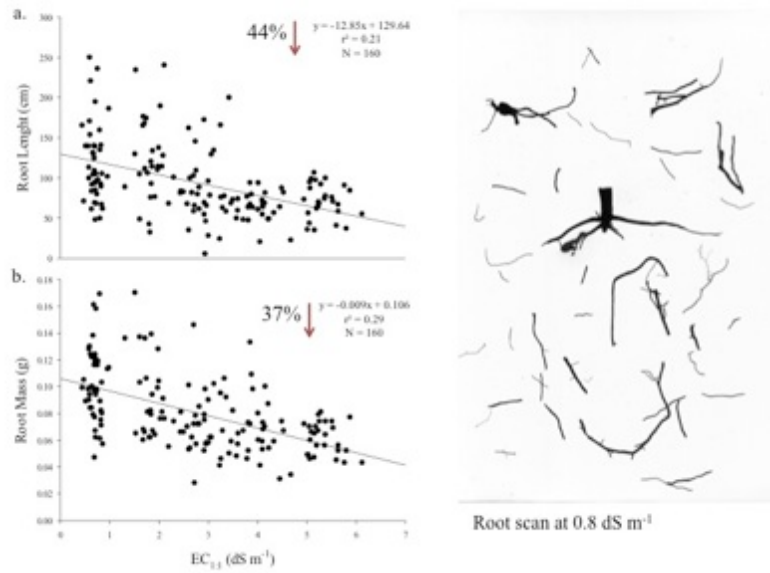 a.
300
250
200
150
100
50
0
Root Lenght (cm)
44%
y = -12.85x + 129.64
r² = 0.21
N = 160
b.
0.18
0.16
0.14
0.12
0.10
0.08
0.06
0.04
0.02
0.00
Root Mass (g)
37%
y = -0.009x + 0.106
r² = 0.29
N = 160
0 1 2 3 4 5 6 7
EC1:1 (dS m⁻¹)
Root scan at 0.8 dS m⁻¹